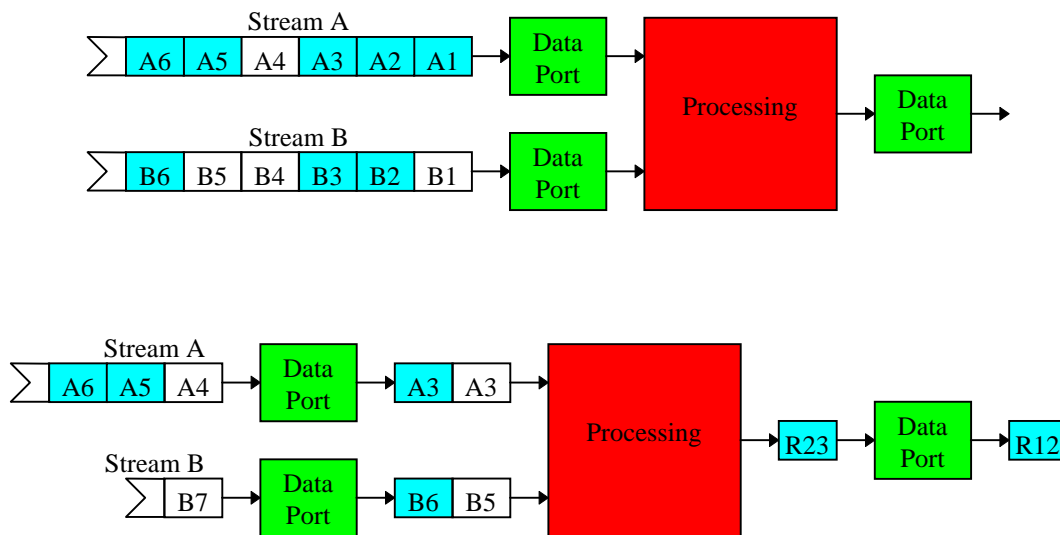 Stream A
A6 A5 A4 A3 A2 A1
Data
Port
Processing
Data
Port
Stream B
B6 B5 B4 B3 B2 B1
Data
Port
Stream A
A6 A5 A4
Data
Port
A3 A3
Processing
R23
Data
Port
R12
Stream B
B7
Data
Port
B6 B5